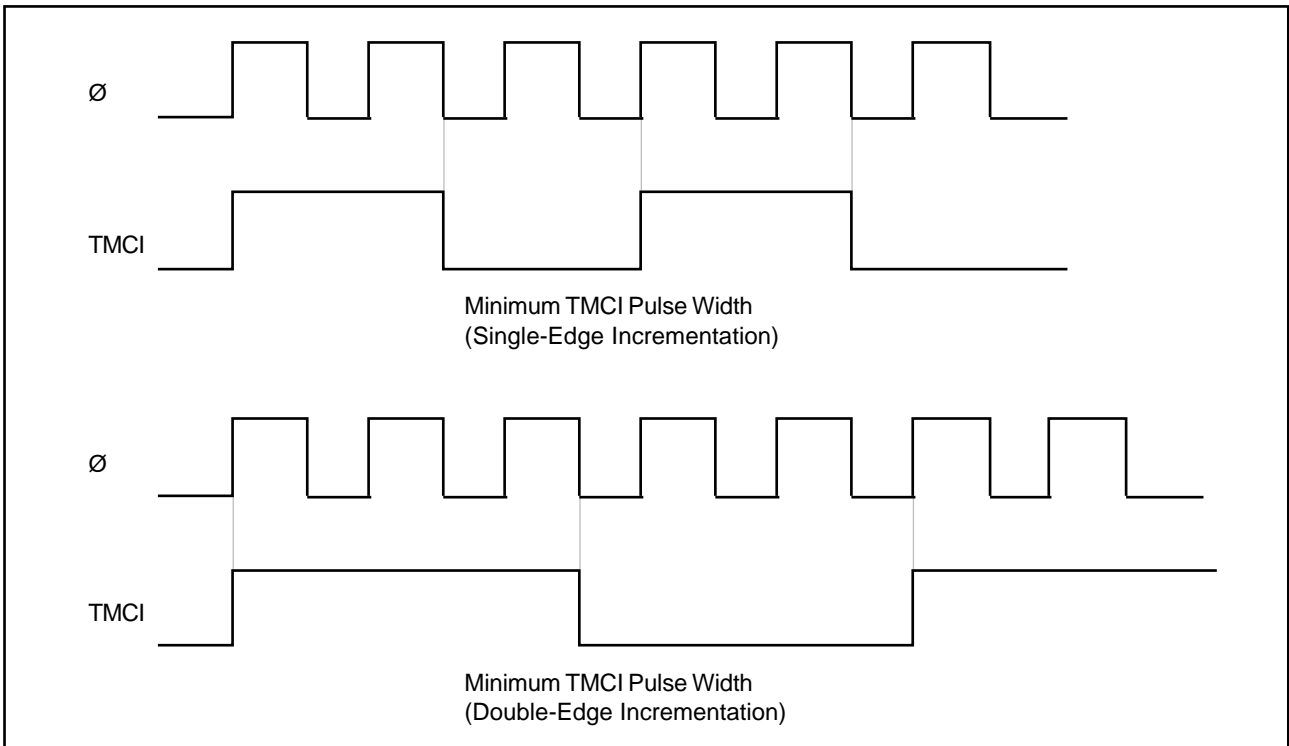 Ø
TMCI
Minimum TMCI Pulse Width
(Single-Edge Incrementation)
Ø
TMCI
Minimum TMCI Pulse Width
(Double-Edge Incrementation)